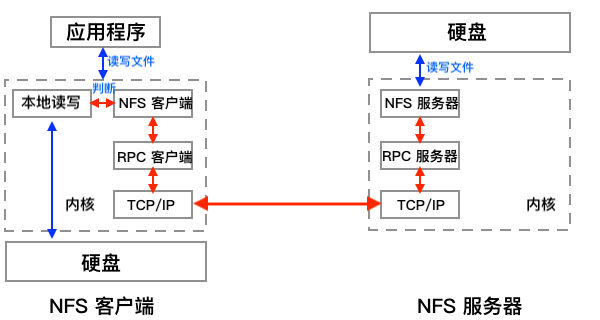 应用程序
读写文件
判断
本地读写
NFS 客户端
RPC 客户端
内核
TCP/IP
硬盘
NFS 客户端
硬盘
读写文件
NFS 服务器
RPC 服务器
TCP/IP
内核
NFS 服务器